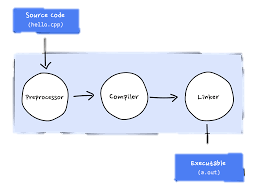 Source code
(hello.cpp)
Preprocessor
Compiler
Linker
Executable
(a.out)